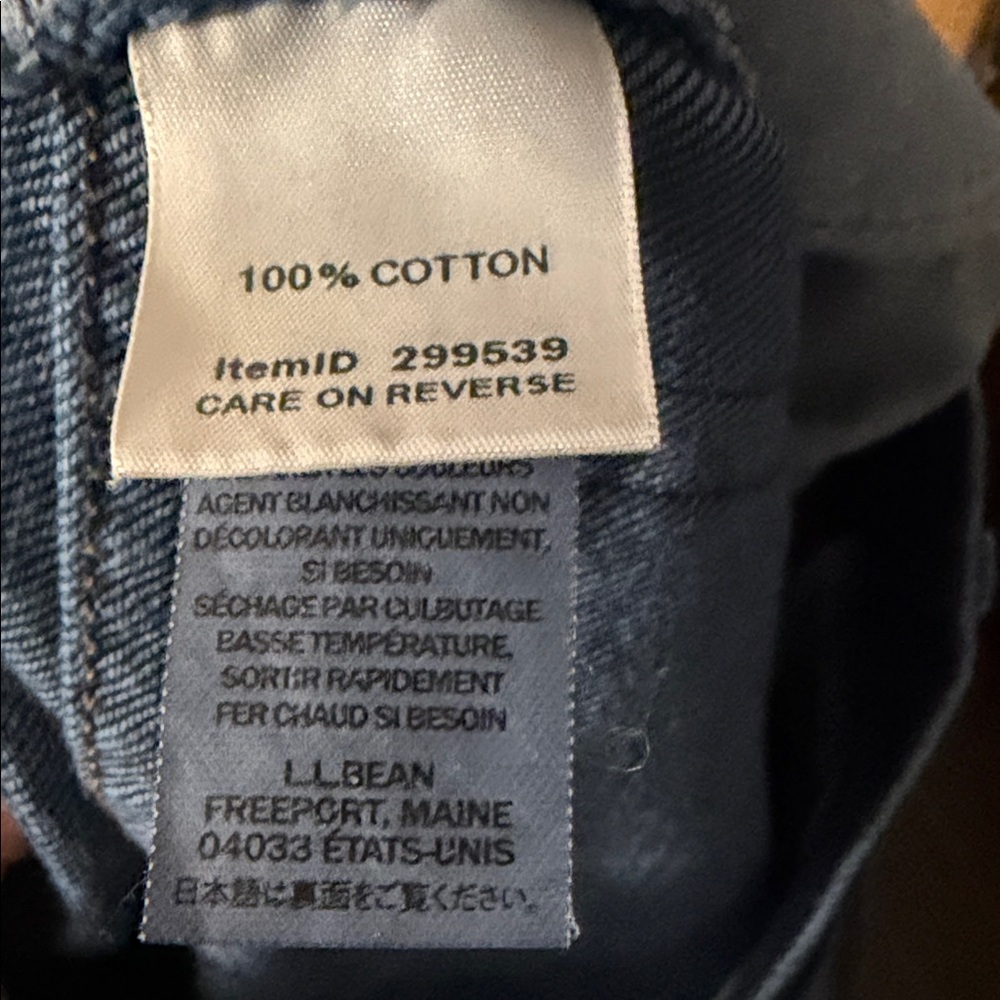 100% COTTON
ItemID 299539
CARE ON REVERSE
COULEURS
AGENT BLANCHISSANT NON
DÉCOLORANT UNIQUEMENT,
SI BESOIN
SÉCHAGE PAR CULBUTAGE
BASSE TEMPÉRATURE,
SORTIR RAPIDEMENT
FER CHAUD SI BESOIN
L.L.BEAN
FREEPORT, MAINE
04033 ÉTATS-UNIS
日本語は裏面をご覧ください。